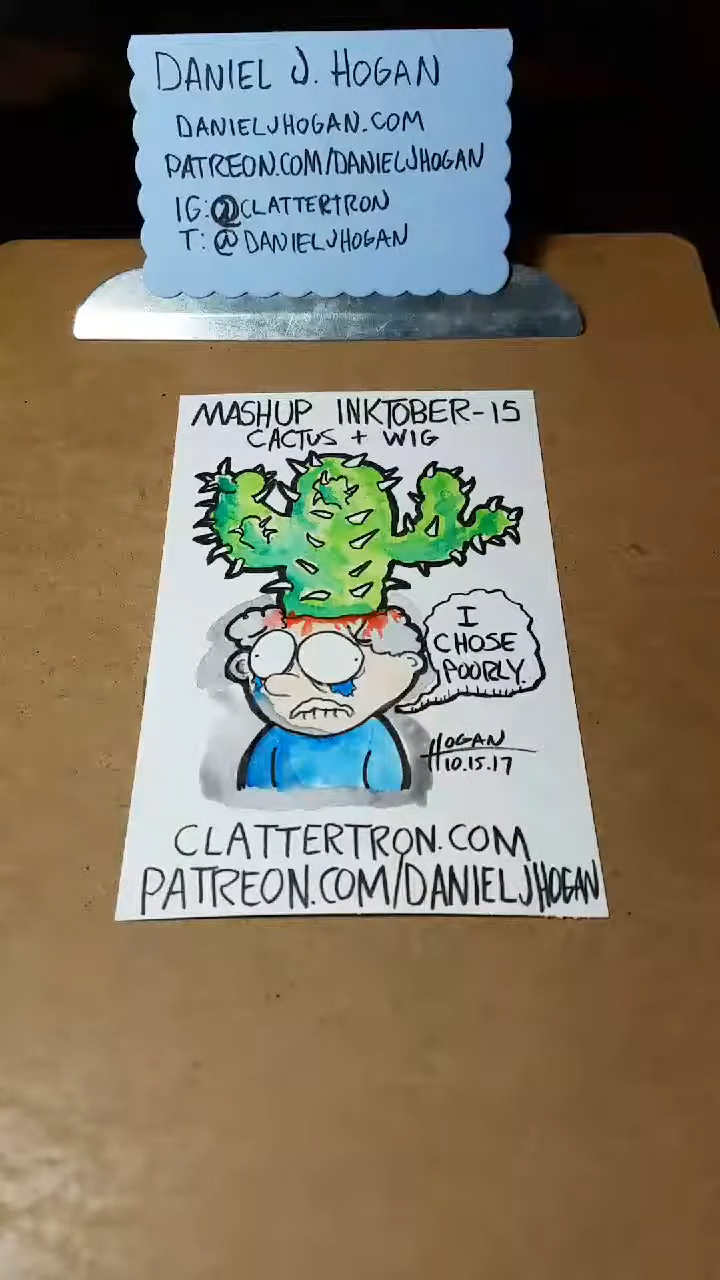 DANIEL J. HOGAN
DANIELJHOGAN.COM
PATREON.COM/DANIELJHOGAN
IG:@CLATTERTRON
T: @DANIELJHOGAN
MASHUP INKTOBER-15
CACTUS + WIG
I
CHOSE
POORLY.
HOGAN
10.15.17
CLATTERTRON.COM
PATREON.COM/DANIELJHOGAN